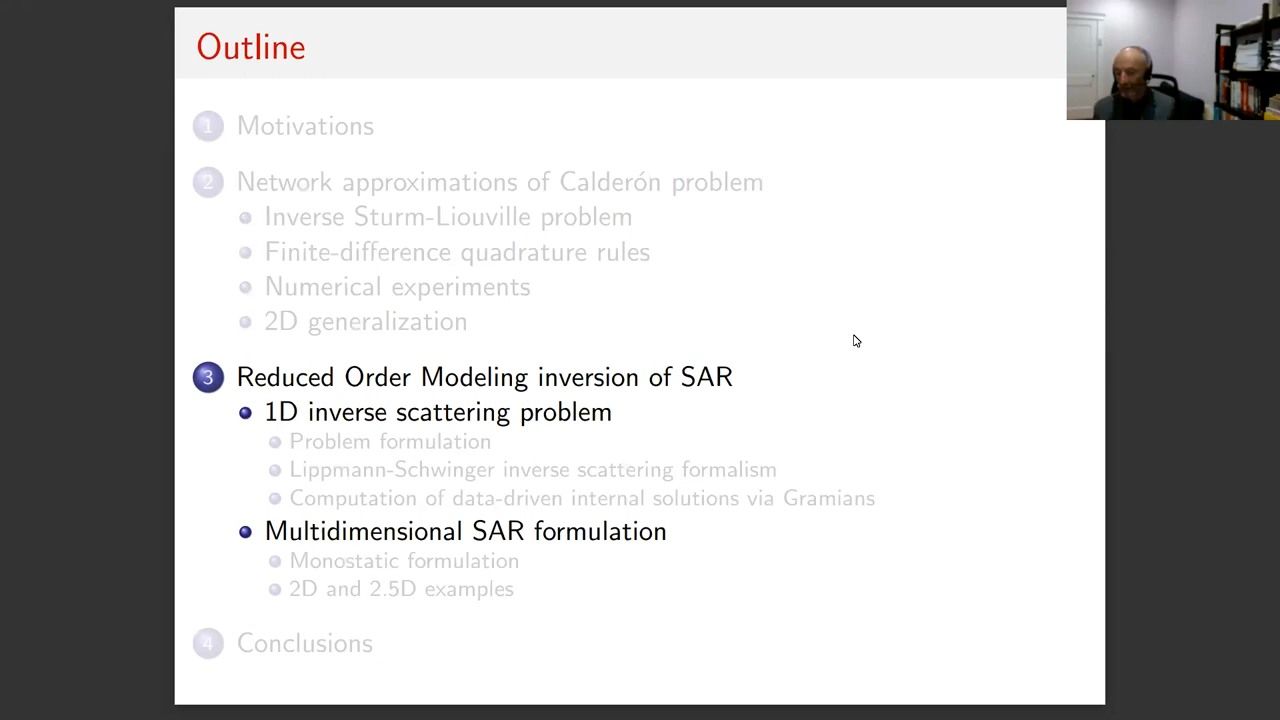 Outline
1 Motivations
2 Network approximations of Calderón problem
Inverse Sturm-Liouville problem
Finite-difference quadrature rules
Numerical experiments
2D generalization
3 Reduced Order Modeling inversion of SAR
1D inverse scattering problem
Problem formulation
Lippmann-Schwinger inverse scattering formalism
Computation of data-driven internal solutions via Gramians
Multidimensional SAR formulation
Monostatic formulation
2D and 2.5D examples
4 Conclusions